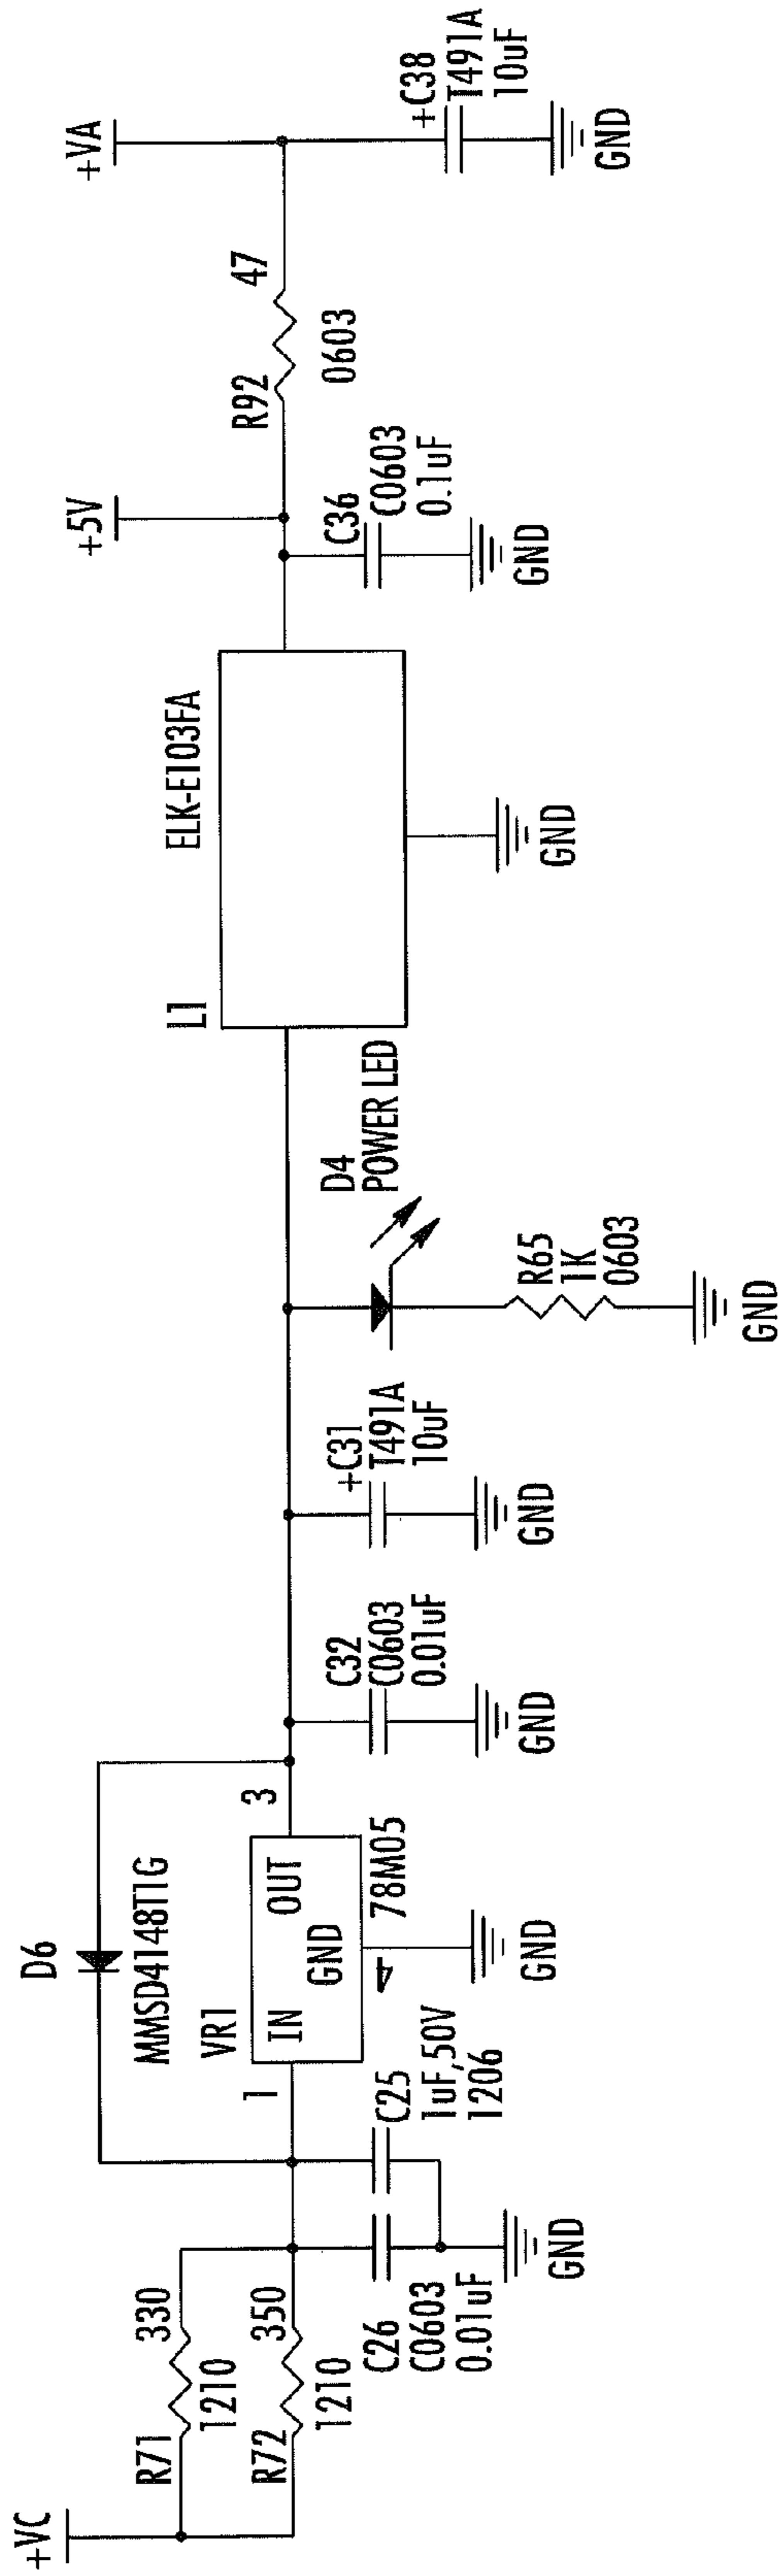 +VC
R71
330
1210
R72
350
1210
C26
C0603
0.01uF
GND
C25
1uF,50V
1206
D6
MMSD4148T1G
VR1
1
IN
OUT
GND
3
4
78M05
GND
C32
C0603
0.01uF
GND
+C31
T491A
10uF
GND
D4
POWER LED
R65
1K
0603
GND
L1
ELK-E103FA
GND
+5V
C36
C0603
0.1uF
GND
R92
47
0603
+VA
+C38
T491A
10uF
GND